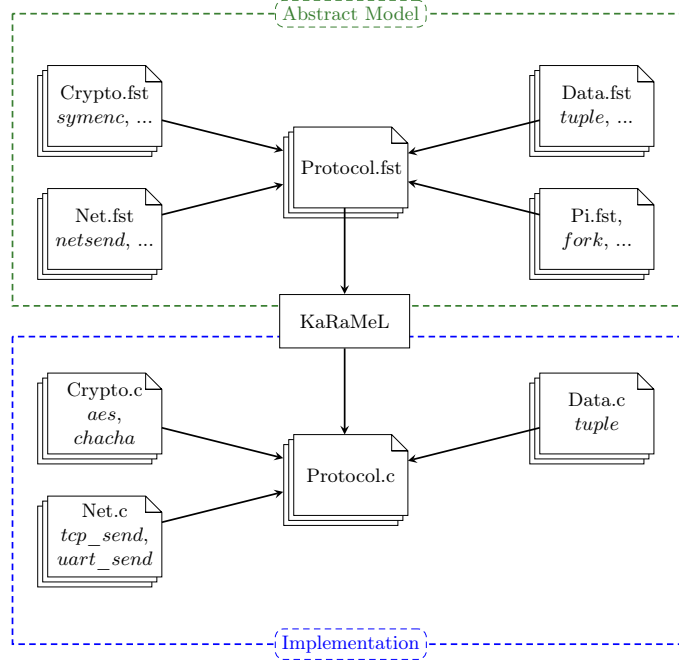 Abstract Model
Crypto.fst
symenc, ...
Data.fst
tuple, ...
Protocol.fst
Net.fst
netsend, ...
Pi.fst,
fork, ...
KaRaMeL
Crypto.c
aes,
chacha
Data.c
tuple
Protocol.c
Net.c
tcp_send,
uart_send
Implementation